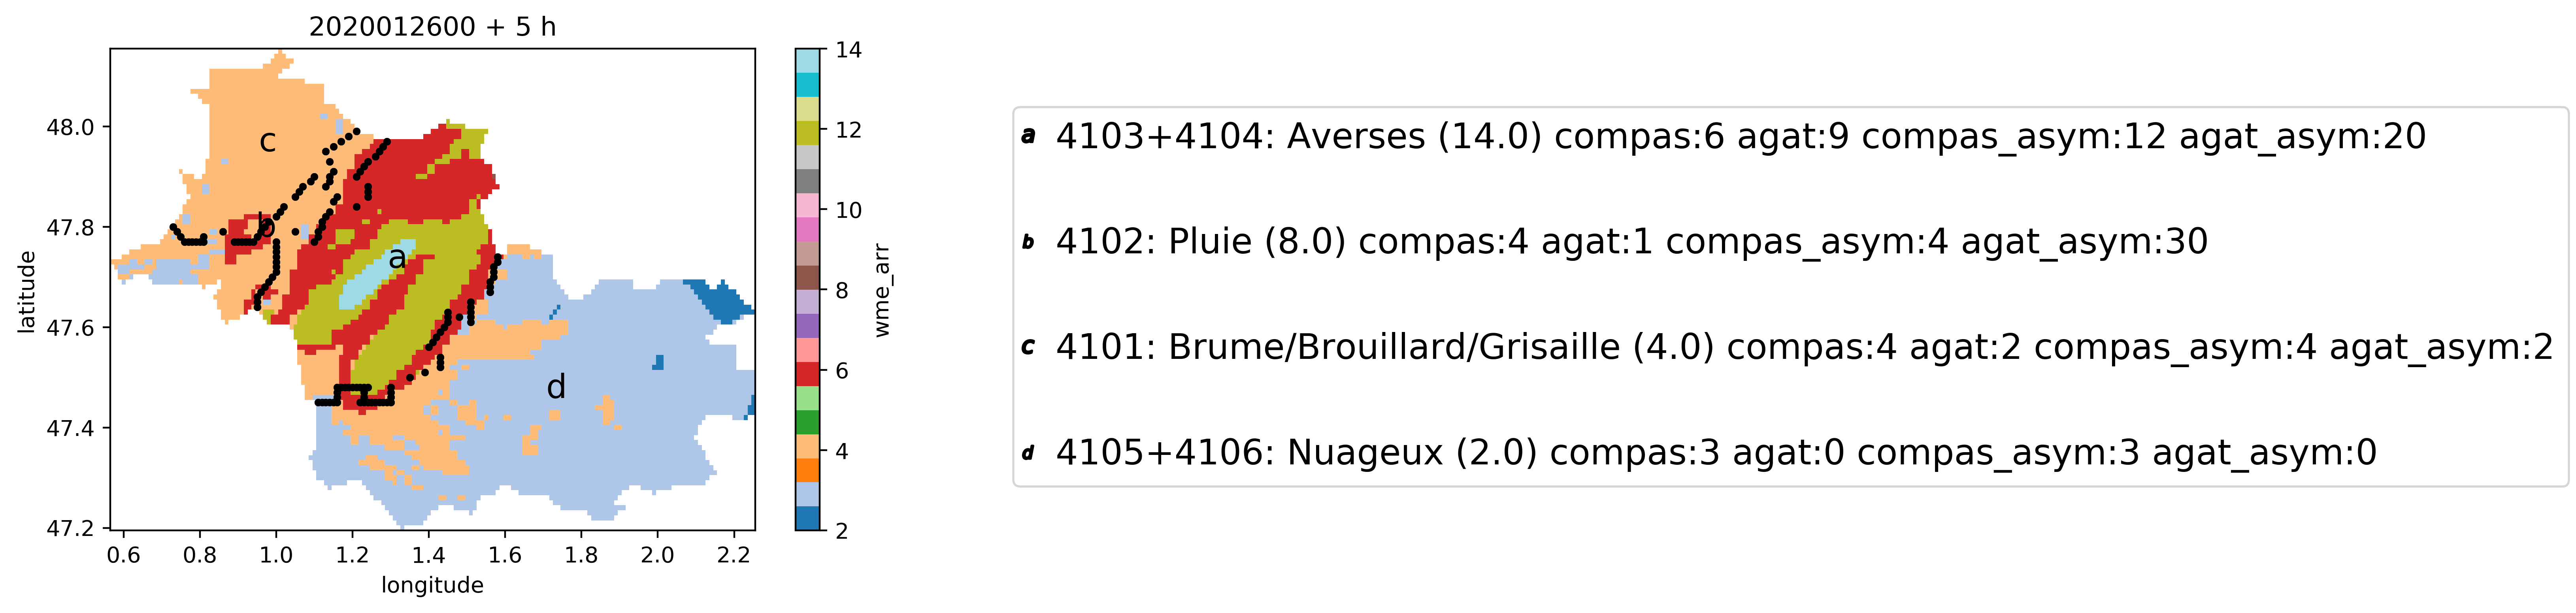 2020012600 + 5 h
48.0
47.8
47.6
47.4
47.2
latitude
0.6 0.8 1.0 1.2 1.4 1.6 1.8 2.0 2.2
longitude
c
b
a
d
14
12
10
8
6
4
2
wme_arr
a 4103+4104: Averses (14.0) compas:6 agat:9 compas_asym:12 agat_asym:20
b 4102: Pluie (8.0) compas:4 agat:1 compas_asym:4 agat_asym:30
c 4101: Brume/Brouillard/Grisaille (4.0) compas:4 agat:2 compas_asym:4 agat_asym:2
d 4105+4106: Nuageux (2.0) compas:3 agat:0 compas_asym:3 agat_asym:0